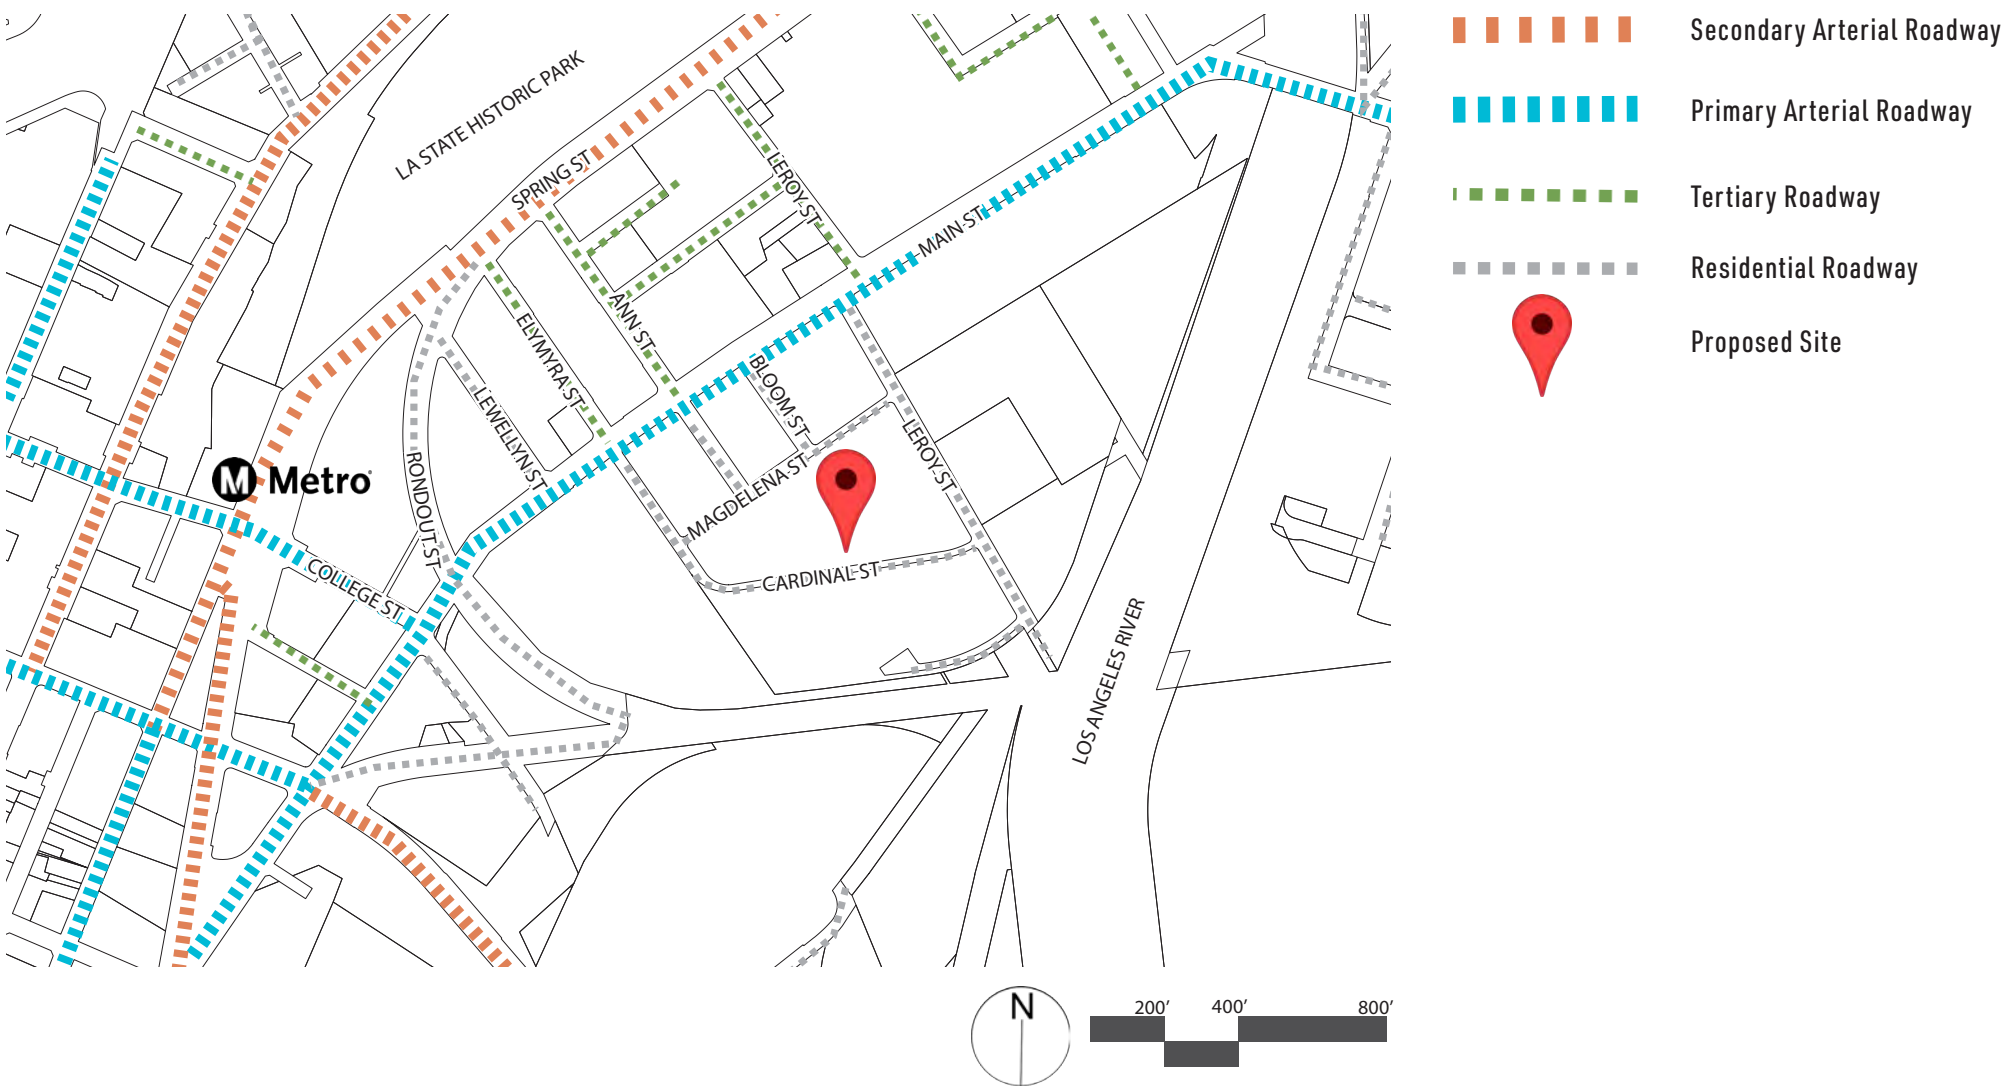 LA STATE HISTORIC PARK
SPRING ST
LEROY ST
MAIN ST
ANN ST
ELYMYRA ST
BLOOM ST
LEWELLYN ST
LEROY ST
RONDOUT ST
MAGDELENA ST
M Metro
COLLEGE ST
CARDINAL ST
LOS ANGELES RIVER
Secondary Arterial Roadway
Primary Arterial Roadway
Tertiary Roadway
Residential Roadway
Proposed Site
N
200’ 400’ 800’